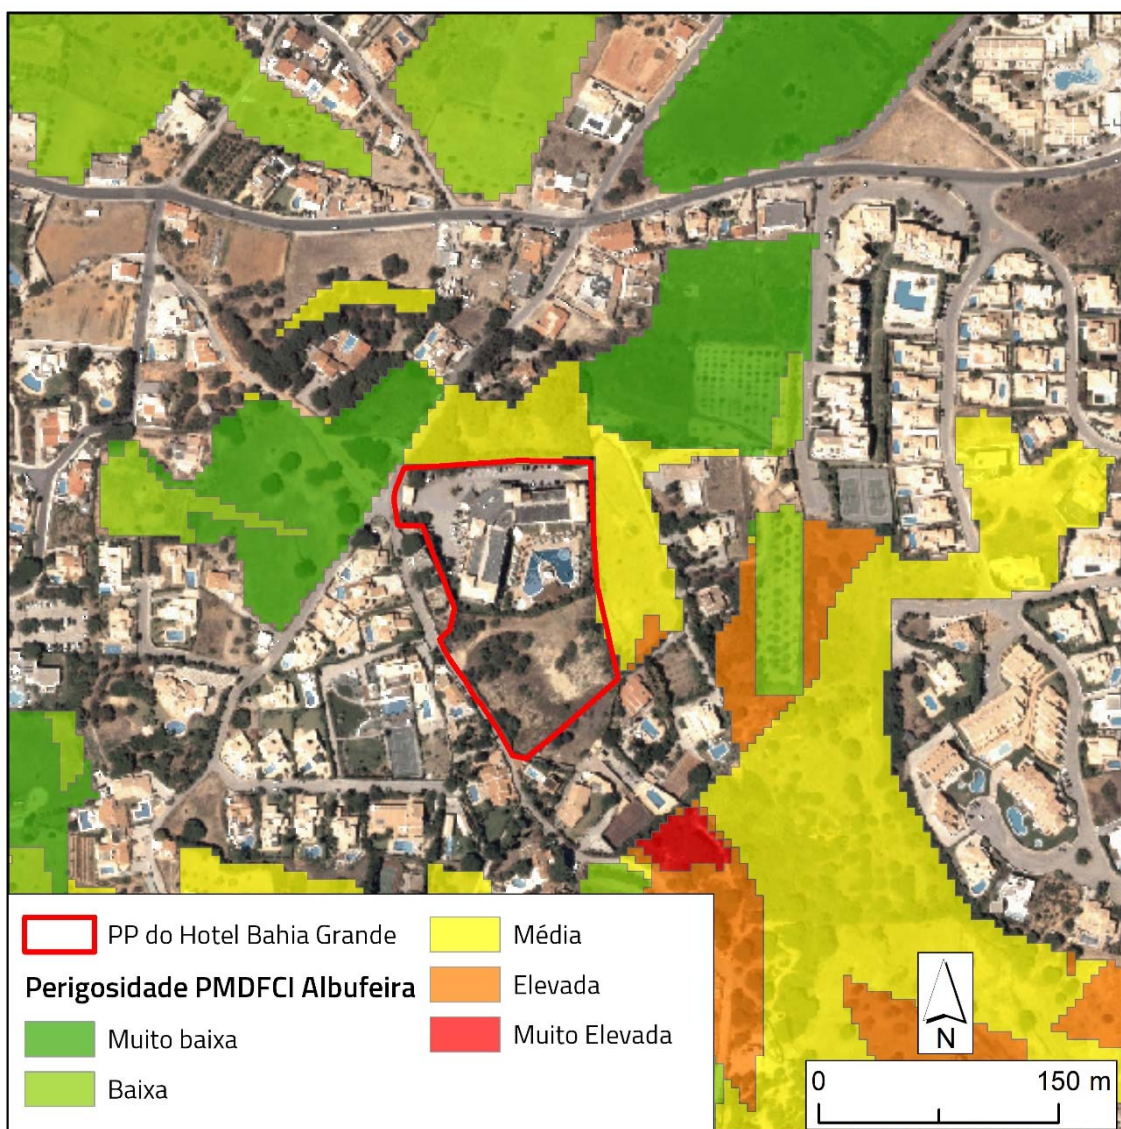 PP do Hotel Bahia Grande
Perigosidade PMDFCI Albufeira
Muito baixa
Baixa
Média
Elevada
Muito Elevada
N
0 150 m